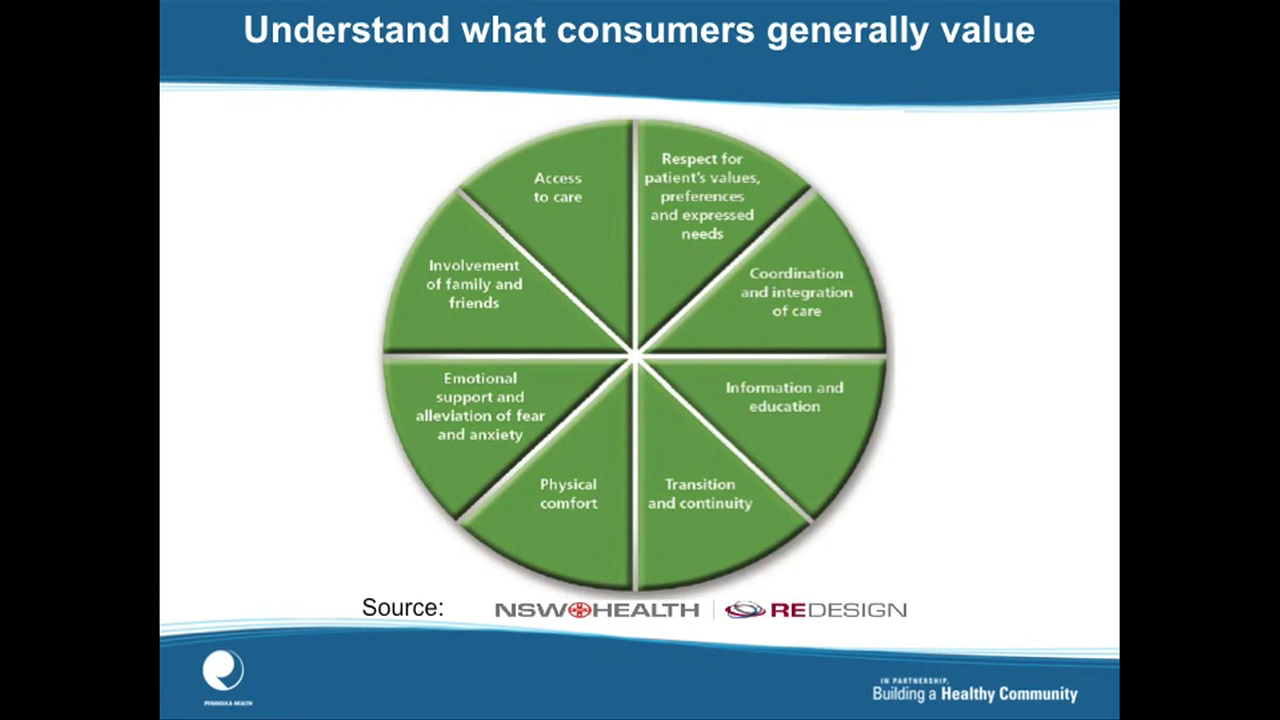 Understand what consumers generally value
Access
to care
Respect for
patient's values,
preferences
and expressed
needs
Involvement
of family and
friends
Coordination
and integration
of care
Emotional
support and
alleviation of fear
and anxiety
Information and
education
Physical
comfort
Transition
and continuity
Source:
NSW HEALTH
REDESIGN
PENINSULA HEALTH
IN PARTNERSHIP,
Building a Healthy Community